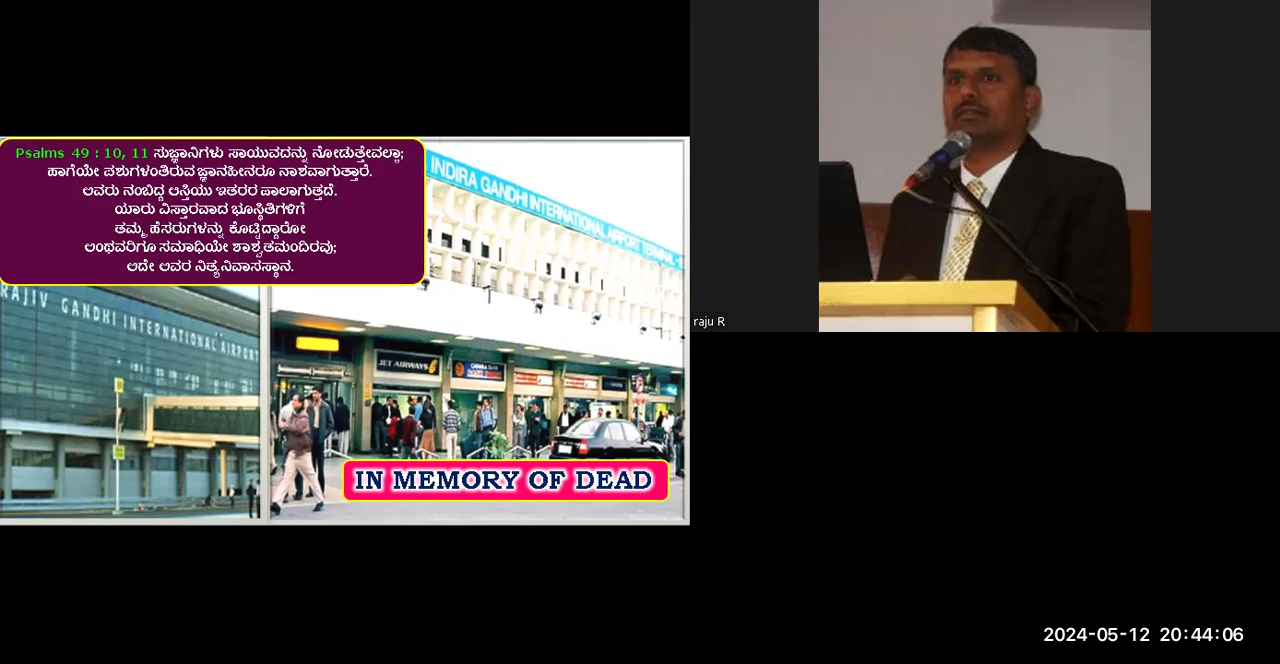 Psalms 49 : 10, 11 ಸುಜ್ಞಾನಿಗಳು ಸಾಯುವದನ್ನು ನೋಡುತ್ತೇವಲ್ಲಾ;
ಹಾಗೆಯೇ ಪಶುಗಳಂತಿರುವ ಜ್ಞಾನಹೀನರೂ ನಾಶವಾಗುತ್ತಾರೆ.
ಅವರು ನಂಬಿದ್ದ ಆಸ್ತಿಯು ಇತರರ ಪಾಲಾಗುತ್ತದೆ.
ಯಾರು ವಿಸ್ತಾರವಾದ ಭೂಸ್ಥಿತಿಗಳಿಗೆ
ತಮ್ಮ ಹೆಸರುಗಳನ್ನು ಕೊಟ್ಟಿದ್ದಾರೋ
ಅಂಥವರಿಗೂ ಸಮಾಧಿಯೇ ಶಾಶ್ವತಮಂದಿರವು;
ಅದೇ ಅವರ ನಿತ್ಯನಿವಾಸಸ್ಥಾನ.
INDIRA GANDHI INTERNATIONAL AIRPORT TERMINAL
RAJIV GANDHI INTERNATIONAL AIRPORT
JET AIRWAYS
IN MEMORY OF DEAD
raju R
2024-05-12 20:44:06